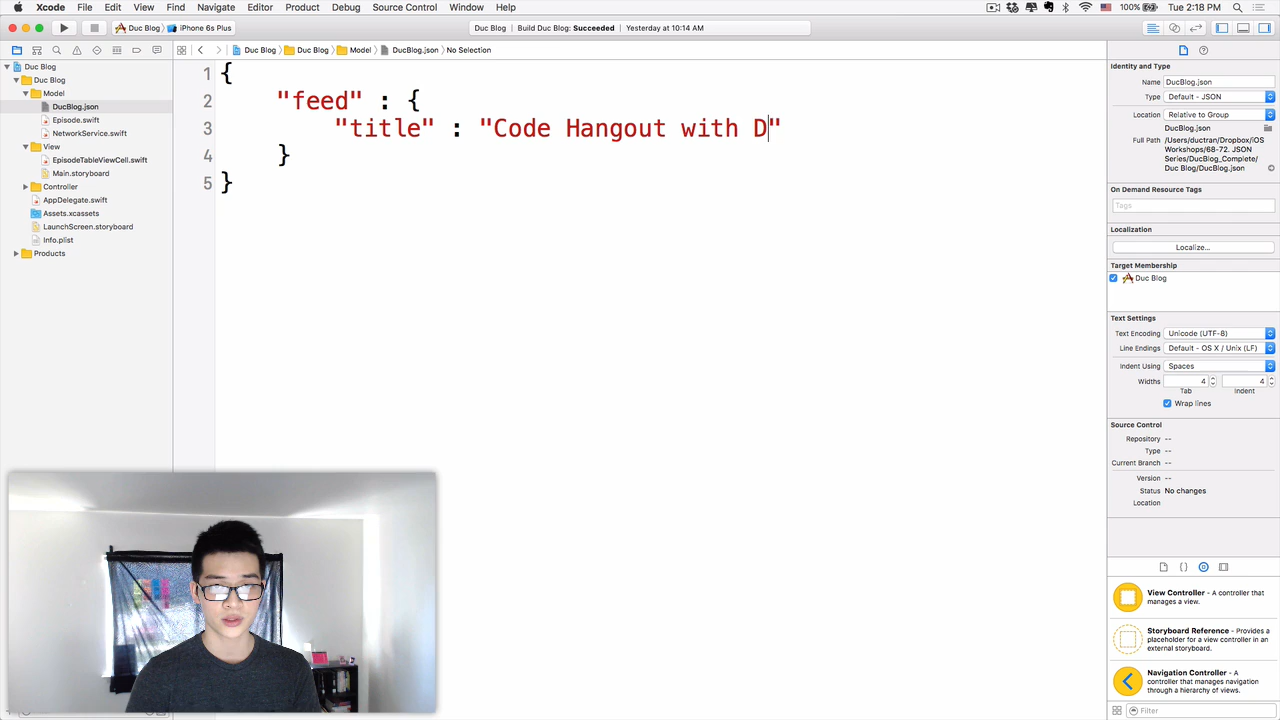 Xcode File Edit View Find Navigate Editor Product Debug Source Control Window Help 100% Tue 2:18 PM
Duc Blog iPhone 6s Plus Duc Blog Build Duc Blog: Succeeded Yesterday at 10:14 AM
Duc Blog Duc Blog Model DucBlog.json No Selection
Duc Blog
Duc Blog
Model
DucBlog.json
Episode.swift
NetworkService.swift
View
EpisodeTableViewCell.swift
Main.storyboard
Controller
AppDelegate.swift
Assets.xcassets
LaunchScreen.storyboard
Info.plist
Products
1 {
2 "feed" : {
3 "title" : "Code Hangout with D"
4 }
5 }
Identity and Type
Name DucBlog.json
Type Default - JSON
Location Relative to Group
DucBlog.json
Full Path /Users/ductran/Dropbox/iOS
Workshops/68-72. JSON
Series/DucBlog_Complete/
Duc Blog/DucBlog.json
On Demand Resource Tags
Tags
Localization
Localize...
Target Membership
Duc Blog
Text Settings
Text Encoding Unicode (UTF-8)
Line Endings Default - OS X / Unix (LF)
Indent Using Spaces
Widths 4 4
Tab Indent
Wrap lines
Source Control
Repository --
Type --
Current Branch --
Version --
Status No changes
Location
View Controller - A controller that
manages a view.
Storyboard Reference - Provides a
placeholder for a view controller in an
external storyboard.
Navigation Controller - A
controller that manages navigation
through a hierarchy of views.
Filter